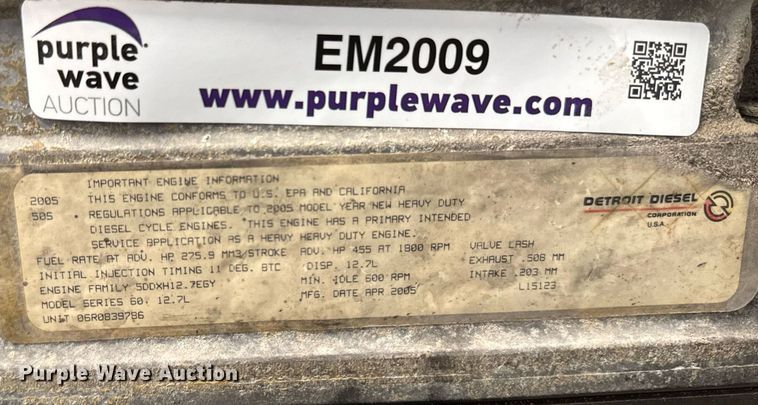 purple
wave
AUCTION
EM2009
www.purplewave.com
IMPORTANT ENGINE INFORMATION
2005 THIS ENGINE CONFORMS TO U.S. EPA AND CALIFORNIA
505 REGULATIONS APPLICABLE TO 2005 MODEL YEAR NEW HEAVY DUTY
DIESEL CYCLE ENGINES. THIS ENGINE HAS A PRIMARY INTENDED
SERVICE APPLICATION AS A HEAVY HEAVY DUTY ENGINE.
FUEL RATE AT ADV. HP 275.9 MM3/STROKE ADV. HP 455 AT 1800 RPM VALVE LASH
INITIAL INJECTION TIMING 11 DEG. BTC DISP. 12.7L EXHAUST .508 MM
ENGINE FAMILY 5DDXH12.7EGY MIN. IDLE 600 RPM INTAKE .203 MM
MODEL SERIES 60, 12.7L MFG. DATE APR 2005 L15123
UNIT 06R0839786
DETROIT DIESEL
CORPORATION
U.S.A.
Purple Wave Auction